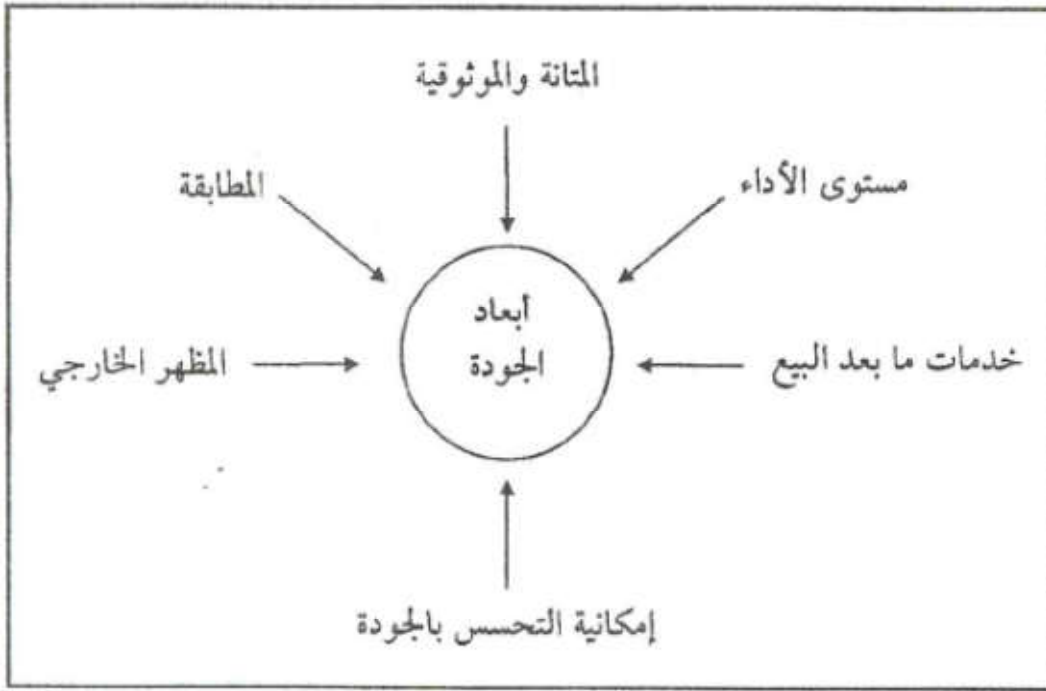 المتانة والموثوقية
مستوى الأداء
المطابقة
أبعاد
الجودة
خدمات ما بعد البيع
المظهر الخارجي
إمكانية التحسس بالجودة